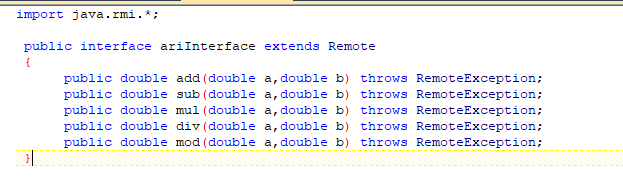 import java.rmi.*;
public interface ariInterface extends Remote
{
public double add(double a,double b) throws RemoteException;
public double sub(double a,double b) throws RemoteException;
public double mul(double a,double b) throws RemoteException;
public double div(double a,double b) throws RemoteException;
public double mod(double a,double b) throws RemoteException;
}